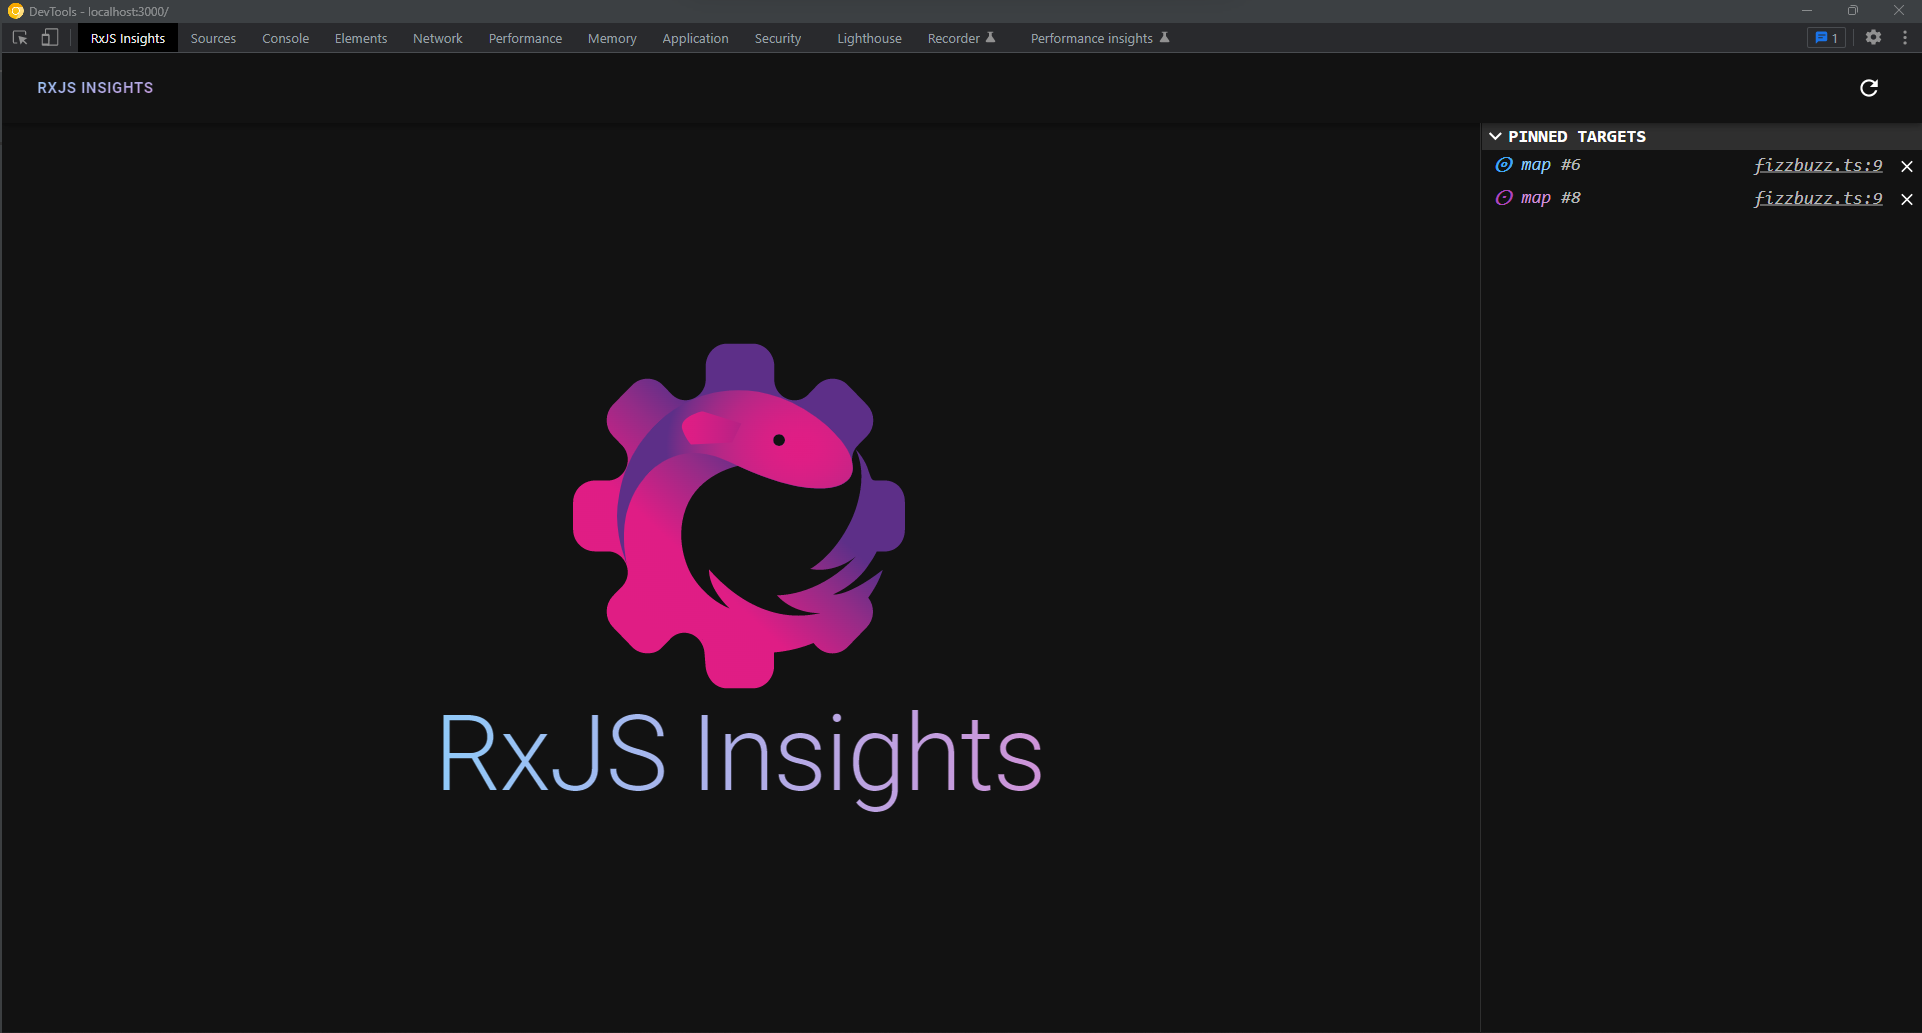 DevTools - localhost:3000/
RxJS Insights Sources Console Elements Network Performance Memory Application Security Lighthouse Recorder Performance insights 1
RXJS INSIGHTS
PINNED TARGETS
map #6 fizzbuzz.ts:9
map #8 fizzbuzz.ts:9
RxJS Insights